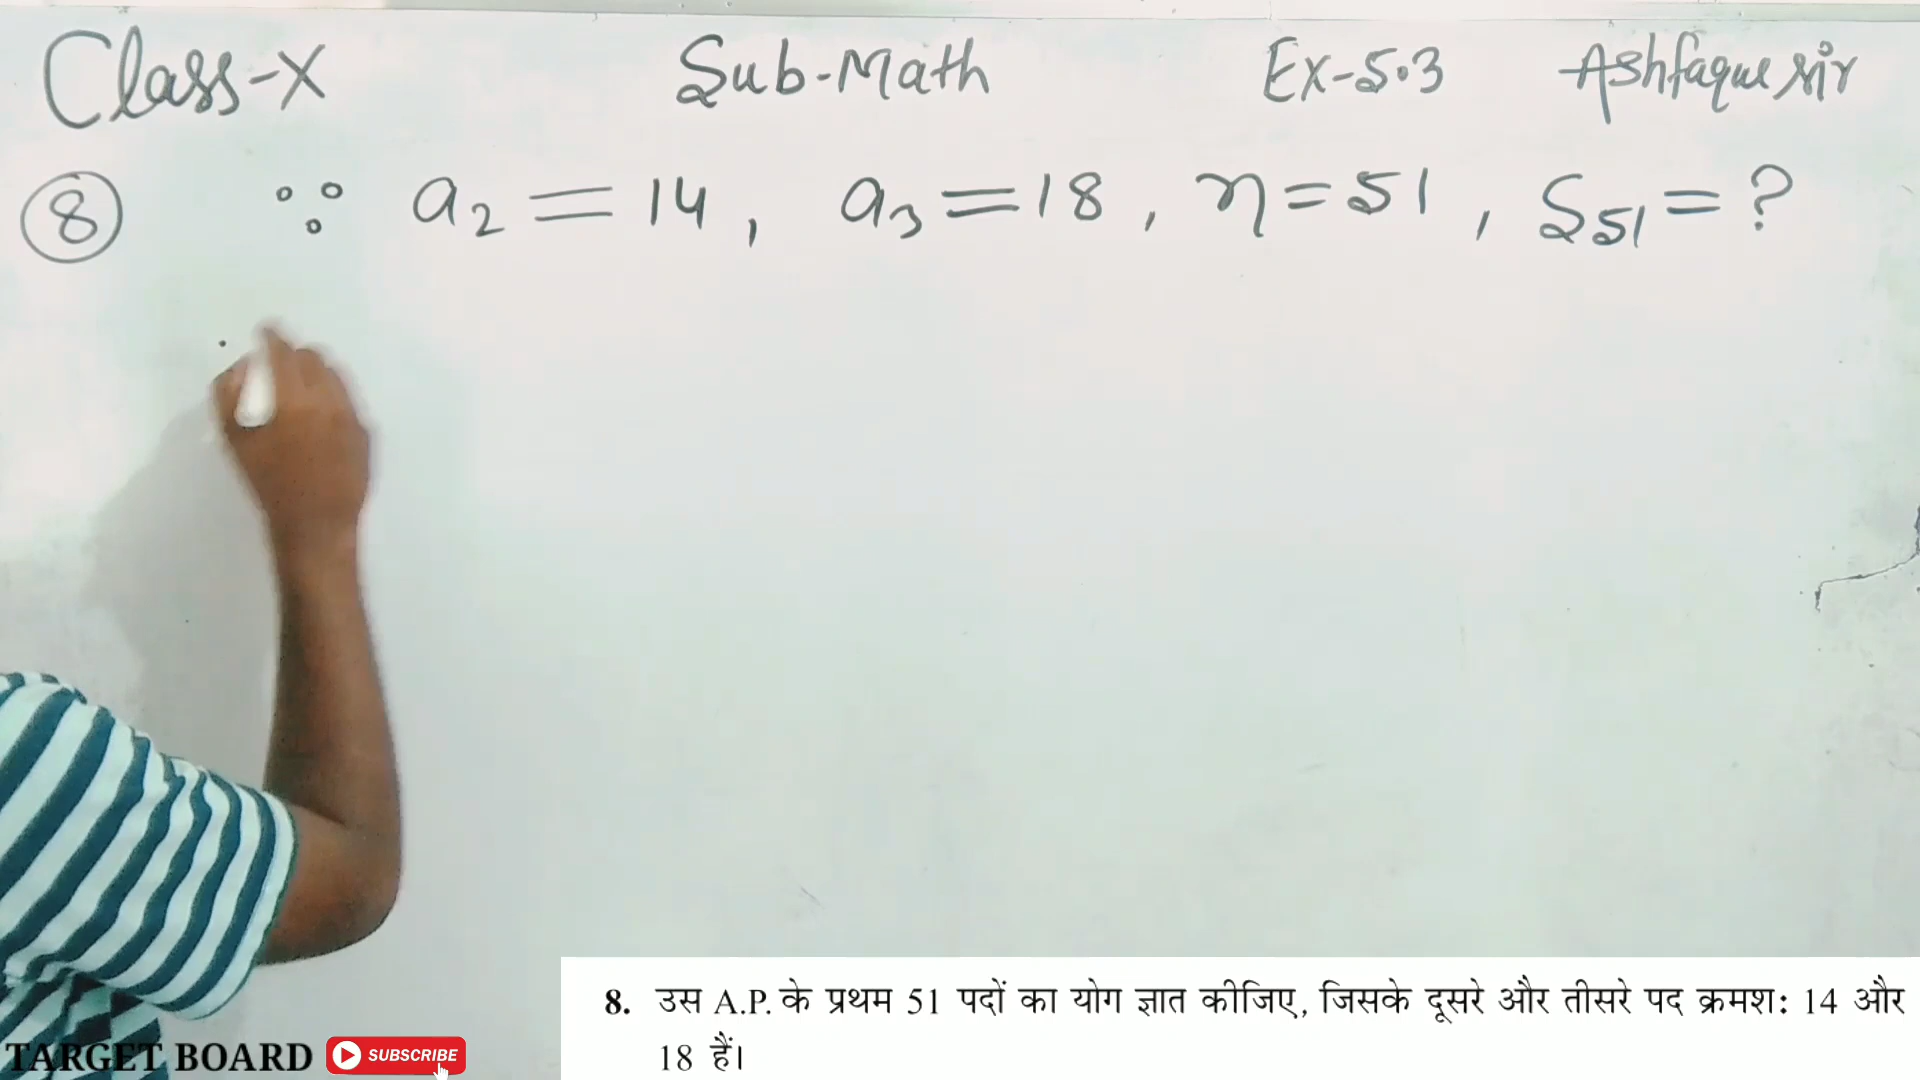 Class-X Sub-Math Ex-5.3 Ashfaque sir
8 ∵ a₂ = 14, a₃ = 18, n = 51, S₅₁ = ?
8. उस A.P. के प्रथम 51 पदों का योग ज्ञात कीजिए, जिसके दूसरे और तीसरे पद क्रमश: 14 और
18 हैं।
TARGET BOARD SUBSCRIBE